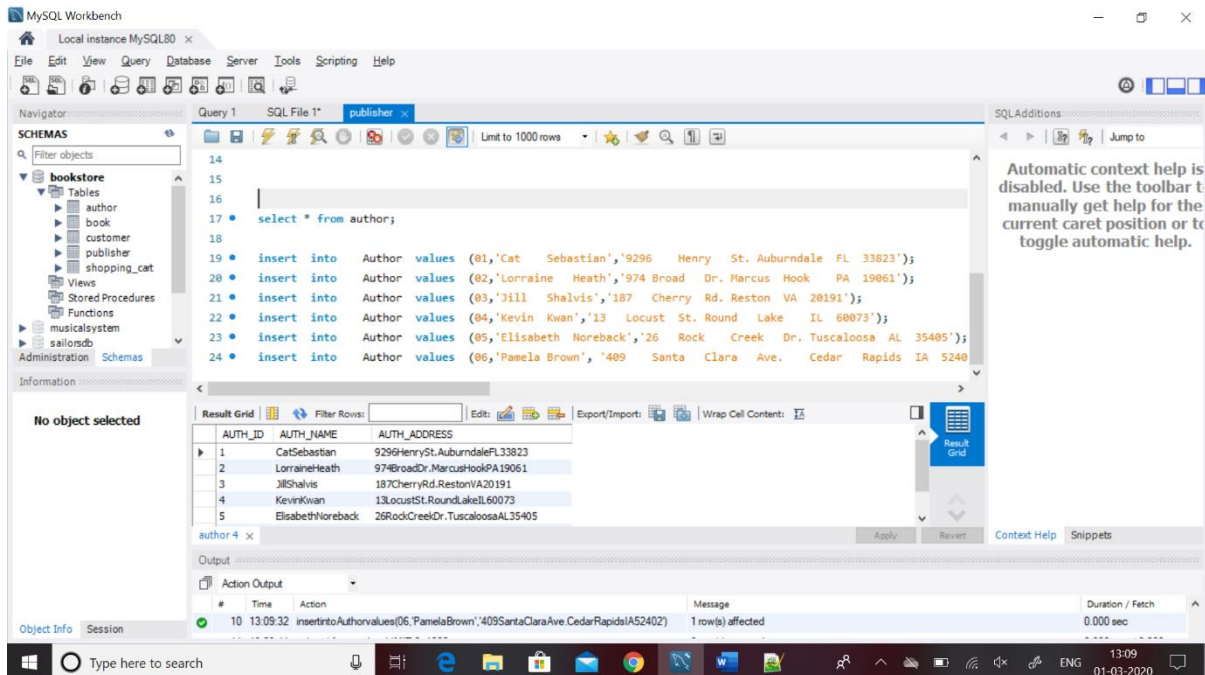 MySQL Workbench
Local instance MySQL80
File Edit View Query Database Server Tools Scripting Help
Navigator
SCHEMAS
Filter objects
bookstore
Tables
author
book
customer
publisher
shopping_cart
Views
Stored Procedures
Functions
musicalsystem
sailorsdb
Administration Schemas
Information
No object selected
Object Info Session
Query 1 SQL File 1* publisher
Limit to 1000 rows
14
15
16
17 select * from author;
18
19 insert into Author values (01,'Cat Sebastian','9296 Henry St. Auburndale FL 33823');
20 insert into Author values (02,'Lorraine Heath','974 Broad Dr. Marcus Hook PA 19061');
21 insert into Author values (03,'Jill Shalvis','187 Cherry Rd. Reston VA 20191');
22 insert into Author values (04,'Kevin Kwan','13 Locust St. Round Lake IL 60073');
23 insert into Author values (05,'Elisabeth Noreback','26 Rock Creek Dr. Tuscaloosa AL 35405');
24 insert into Author values (06,'Pamela Brown', '409 Santa Clara Ave. Cedar Rapids IA 5240
Result Grid Filter Rows: Edit: Export/Import: Wrap Cell Content:
AUTH_ID AUTH_NAME AUTH_ADDRESS
1 CatSebastian 9296HenrySt.AuburndaleFL33823
2 LorraineHeath 974BroadDr.MarcusHookPA19061
3 JillShalvis 187CherryRd.RestonVA20191
4 KevinKwan 13LocustSt.RoundLakeIL60073
5 ElisabethNoreback 26RockCreekDr.TuscaloosaAL35405
Result Grid
author 4 Apply Revert
Output
Action Output
# Time Action Message Duration / Fetch
10 13:09:32 insertintoAuthorvalues(06,'PamelaBrown','409SantaClaraAve.CedarRapidsIA52402') 1 row(s) affected 0.000 sec
SQLAdditions
Jump to
Automatic context help is
disabled. Use the toolbar t
manually get help for the
current caret position or to
toggle automatic help.
Context Help Snippets
Type here to search
ENG
13:09
01-03-2020